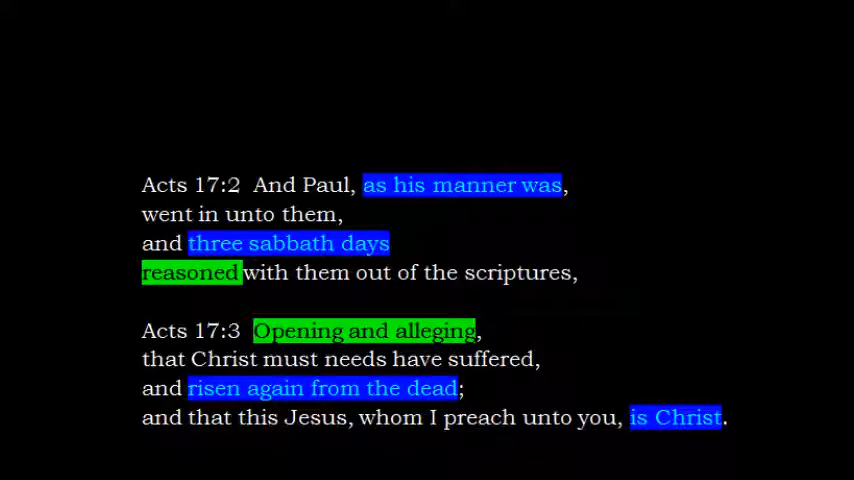 Acts 17:2  And Paul, as his manner was,
went in unto them,
and three sabbath days
reasoned with them out of the scriptures,
Acts 17:3  Opening and alleging,
that Christ must needs have suffered,
and risen again from the dead;
and that this Jesus, whom I preach unto you, is Christ.